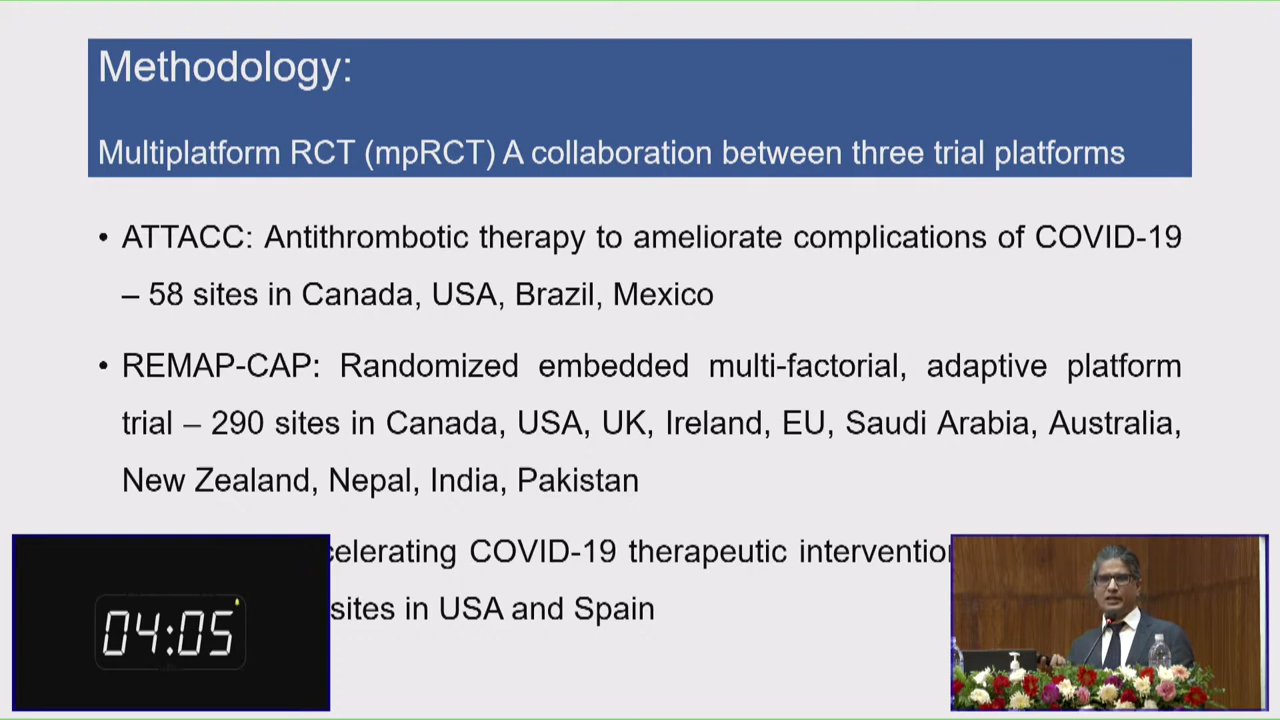 Methodology:
Multiplatform RCT (mpRCT) A collaboration between three trial platforms
• ATTACC: Antithrombotic therapy to ameliorate complications of COVID-19
– 58 sites in Canada, USA, Brazil, Mexico
• REMAP-CAP: Randomized embedded multi-factorial, adaptive platform
trial – 290 sites in Canada, USA, UK, Ireland, EU, Saudi Arabia, Australia,
New Zealand, Nepal, India, Pakistan
COVID-19 therapeutic
sites in USA and Spain
04:05